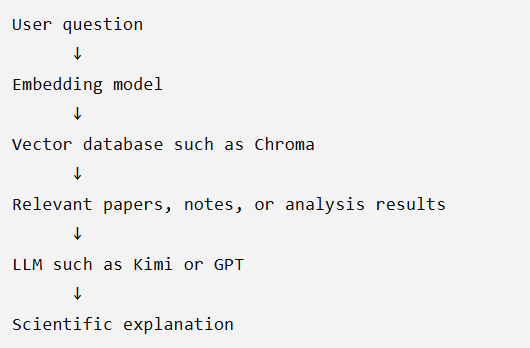 User question
↓
Embedding model
↓
Vector database such as Chroma
↓
Relevant papers, notes, or analysis results
↓
LLM such as Kimi or GPT
↓
Scientific explanation